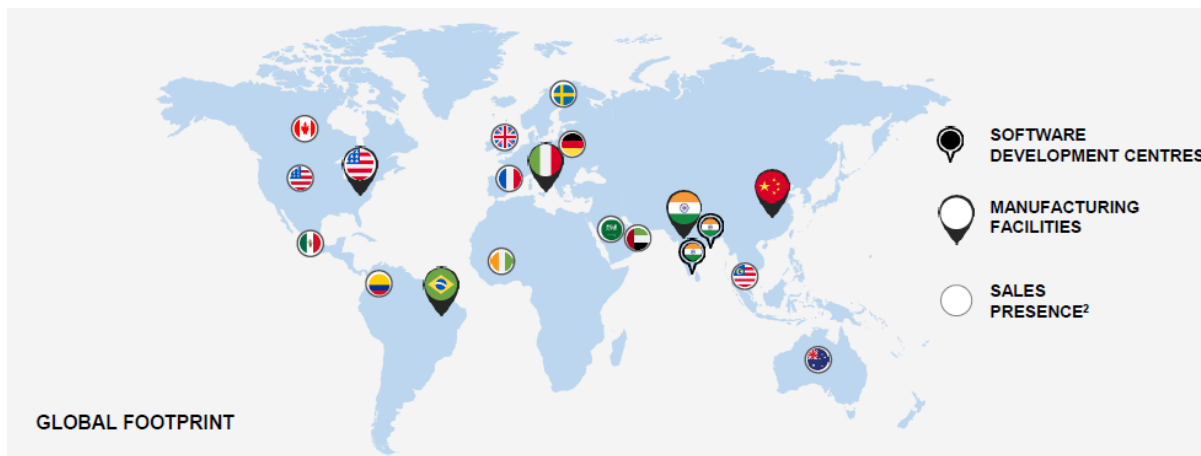 SOFTWARE
DEVELOPMENT CENTRES
MANUFACTURING
FACILITIES
SALES
PRESENCE²
GLOBAL FOOTPRINT